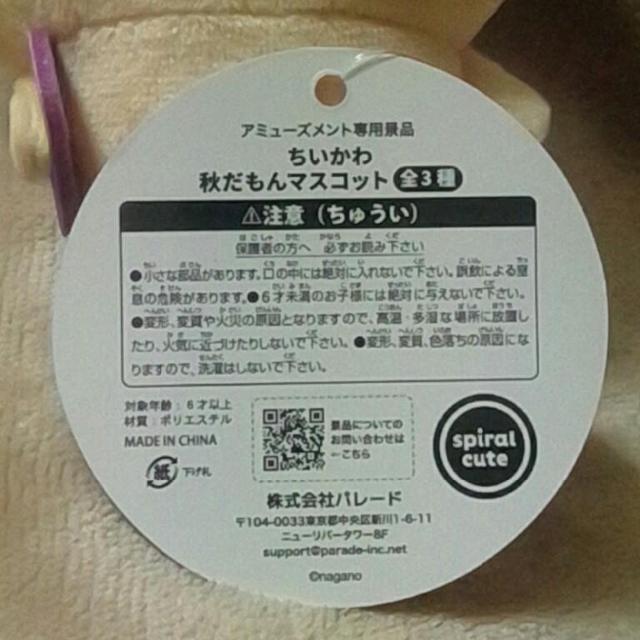 アミューズメント専用景品
ちいかわ
秋だもんマスコット 全3種
⚠注意（ちゅうい）
保護者の方へ 必ずお読み下さい
●小さな部品があります。口の中には絶対に入れないで下さい。誤飲による窒
息の危険があります。●6才未満のお子様には絶対に与えないで下さい。
●変形、変質や火災の原因となりますので、高温・多湿な場所に放置し
たり、火気に近づけたりしないで下さい。●変形、変質、色落ちの原因にな
りますので、洗濯はしないで下さい。
対象年齢：6才以上
材質：ポリエステル
MADE IN CHINA
紙 下げ札
景品についての
お問い合わせは
←こちら
spiral
cute
株式会社パレード
〒104-0033東京都中央区新川1-6-11
ニューリバータワー8F
support@parade-inc.net
©nagano